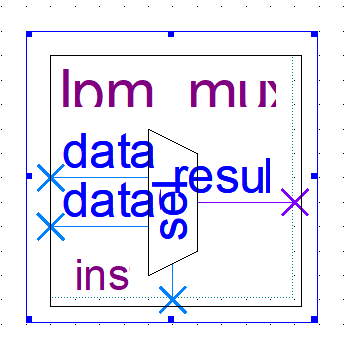 lpm_mux
data
resul
data
sel
ins